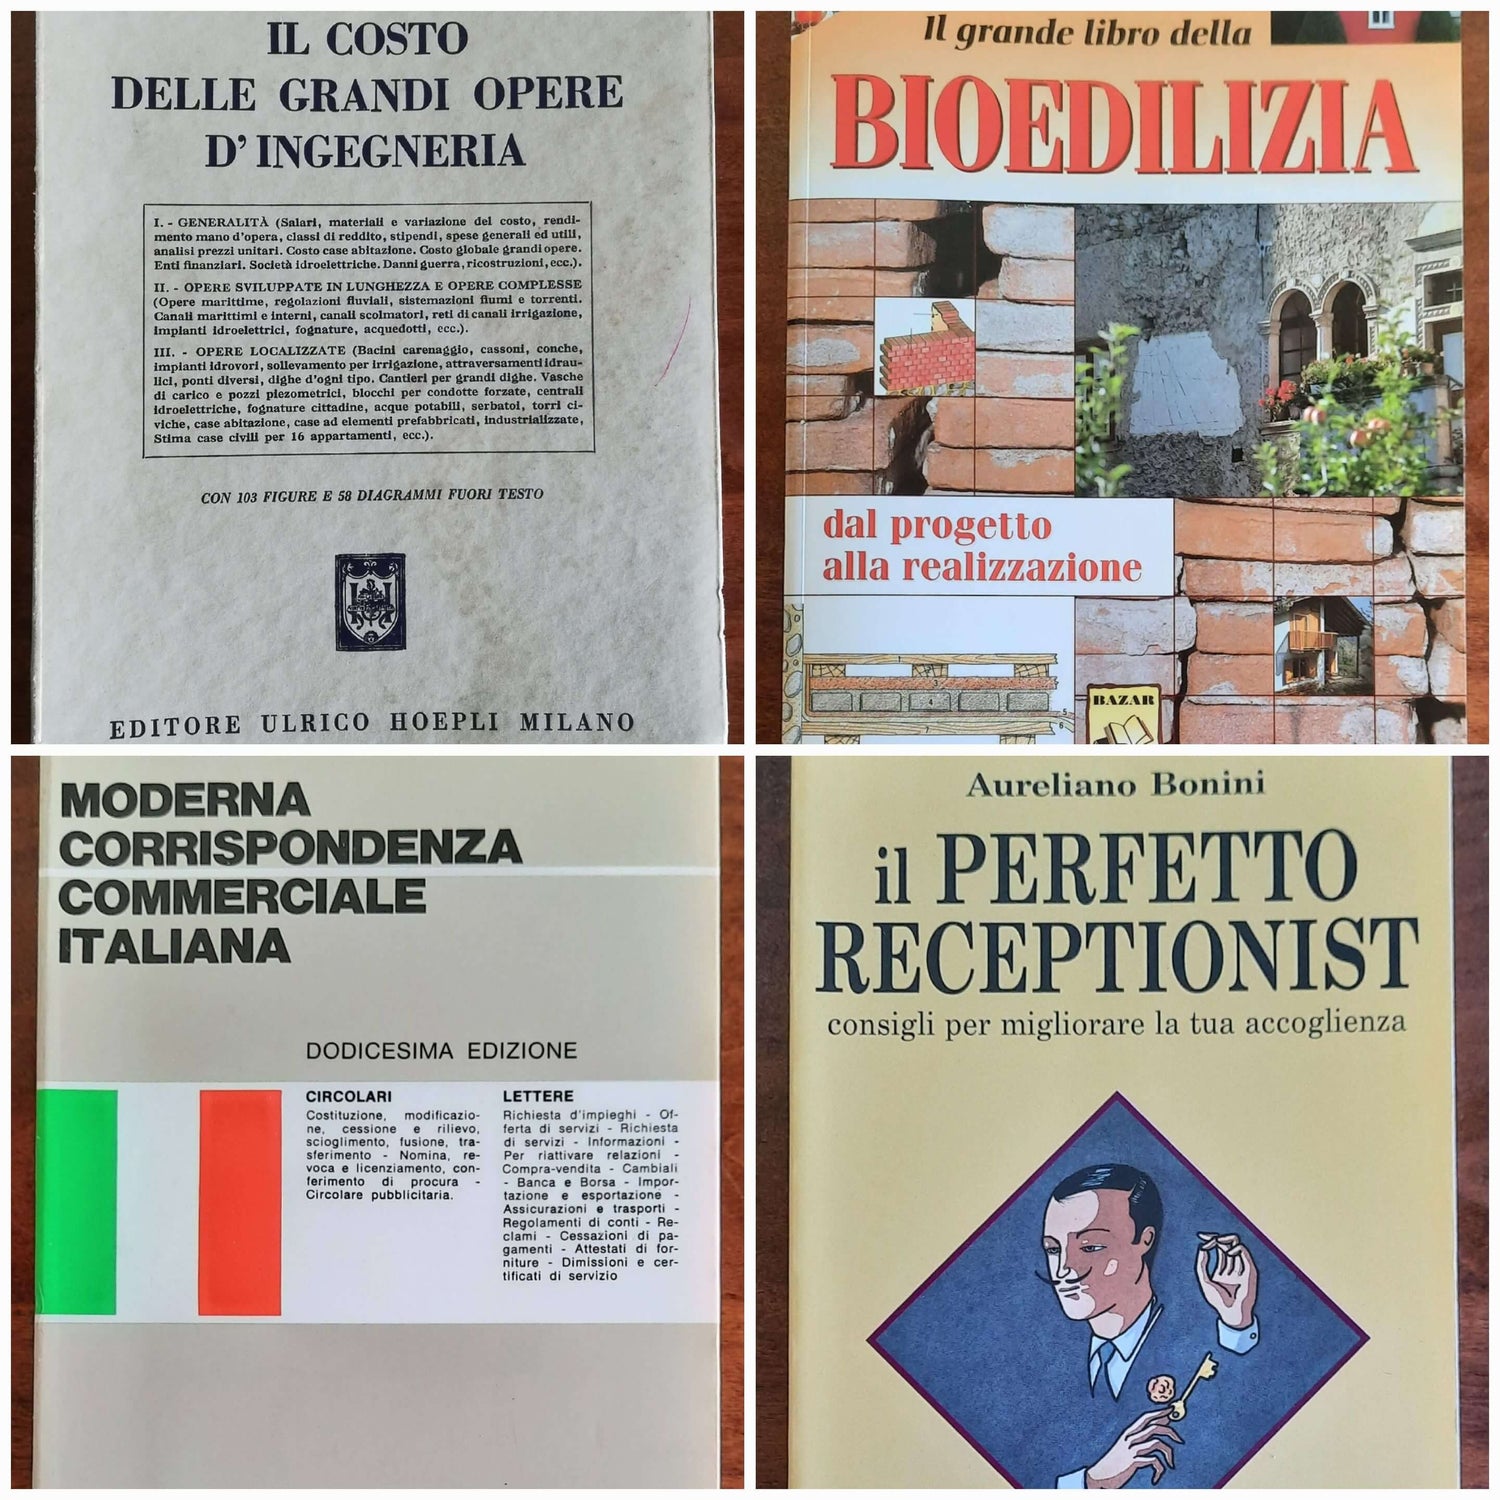 IL COSTO
DELLE GRANDI OPERE
D'INGEGNERIA
I. - GENERALITÀ (Salari, materiali e variazione del costo, rendi-
mento mano d'opera, classi di reddito, stipendi, spese generali ed utili,
analisi prezzi unitari. Costo case abitazione. Costo globale grandi opere.
Enti finanziari. Società idroelettriche. Danni guerra, ricostruzioni, ecc.).
II. - OPERE SVILUPPATE IN LUNGHEZZA E OPERE COMPLESSE
(Opere marittime, regolazioni fluviali, sistemazioni fiumi e torrenti.
Canali marittimi e interni, canali scolmatori, reti di canali irrigazione,
impianti idroelettrici, fognature, acquedotti, ecc.).
III. - OPERE LOCALIZZATE (Bacini carenaggio, cassoni, conche,
impianti idrovori, sollevamento per irrigazione, attraversamenti idrau-
lici, ponti diversi, dighe d'ogni tipo. Cantieri per grandi dighe. Vasche
di carico e pozzi piezometrici, blocchi per condotte forzate, centrali
idroelettriche, fognature cittadine, acque potabili, serbatoi, torri ci-
viche, case abitazione, case ad elementi prefabbricati, industrializzate,
Stima case civili per 16 appartamenti, ecc.).
CON 103 FIGURE E 58 DIAGRAMMI FUORI TESTO
EDITORE ULRICO HOEPLI MILANO
Il grande libro della
BIOEDILIZIA
dal progetto
alla realizzazione
1
2
3
4
5
6
7
BAZAR
MODERNA
CORRISPONDENZA
COMMERCIALE
ITALIANA
DODICESIMA EDIZIONE
CIRCOLARI
Costituzione, modificazio-
ne, cessione e rilievo,
scioglimento, fusione, tra-
sferimento - Nomina, re-
voca e licenziamento, con-
ferimento di procura -
Circolare pubblicitaria.
LETTERE
Richiesta d'impieghi - Of-
ferta di servizi - Richiesta
di servizi - Informazioni -
Per riattivare relazioni -
Compra-vendita - Cambiali
- Banca e Borsa - Impor-
tazione e esportazione -
Assicurazioni e trasporti -
Regolamenti di conti - Re-
clami - Cessazioni di pa-
gamenti - Attestati di for-
niture - Dimissioni e cer-
tificati di servizio
Aureliano Bonini
il PERFETTO
RECEPTIONIST
consigli per migliorare la tua accoglienza